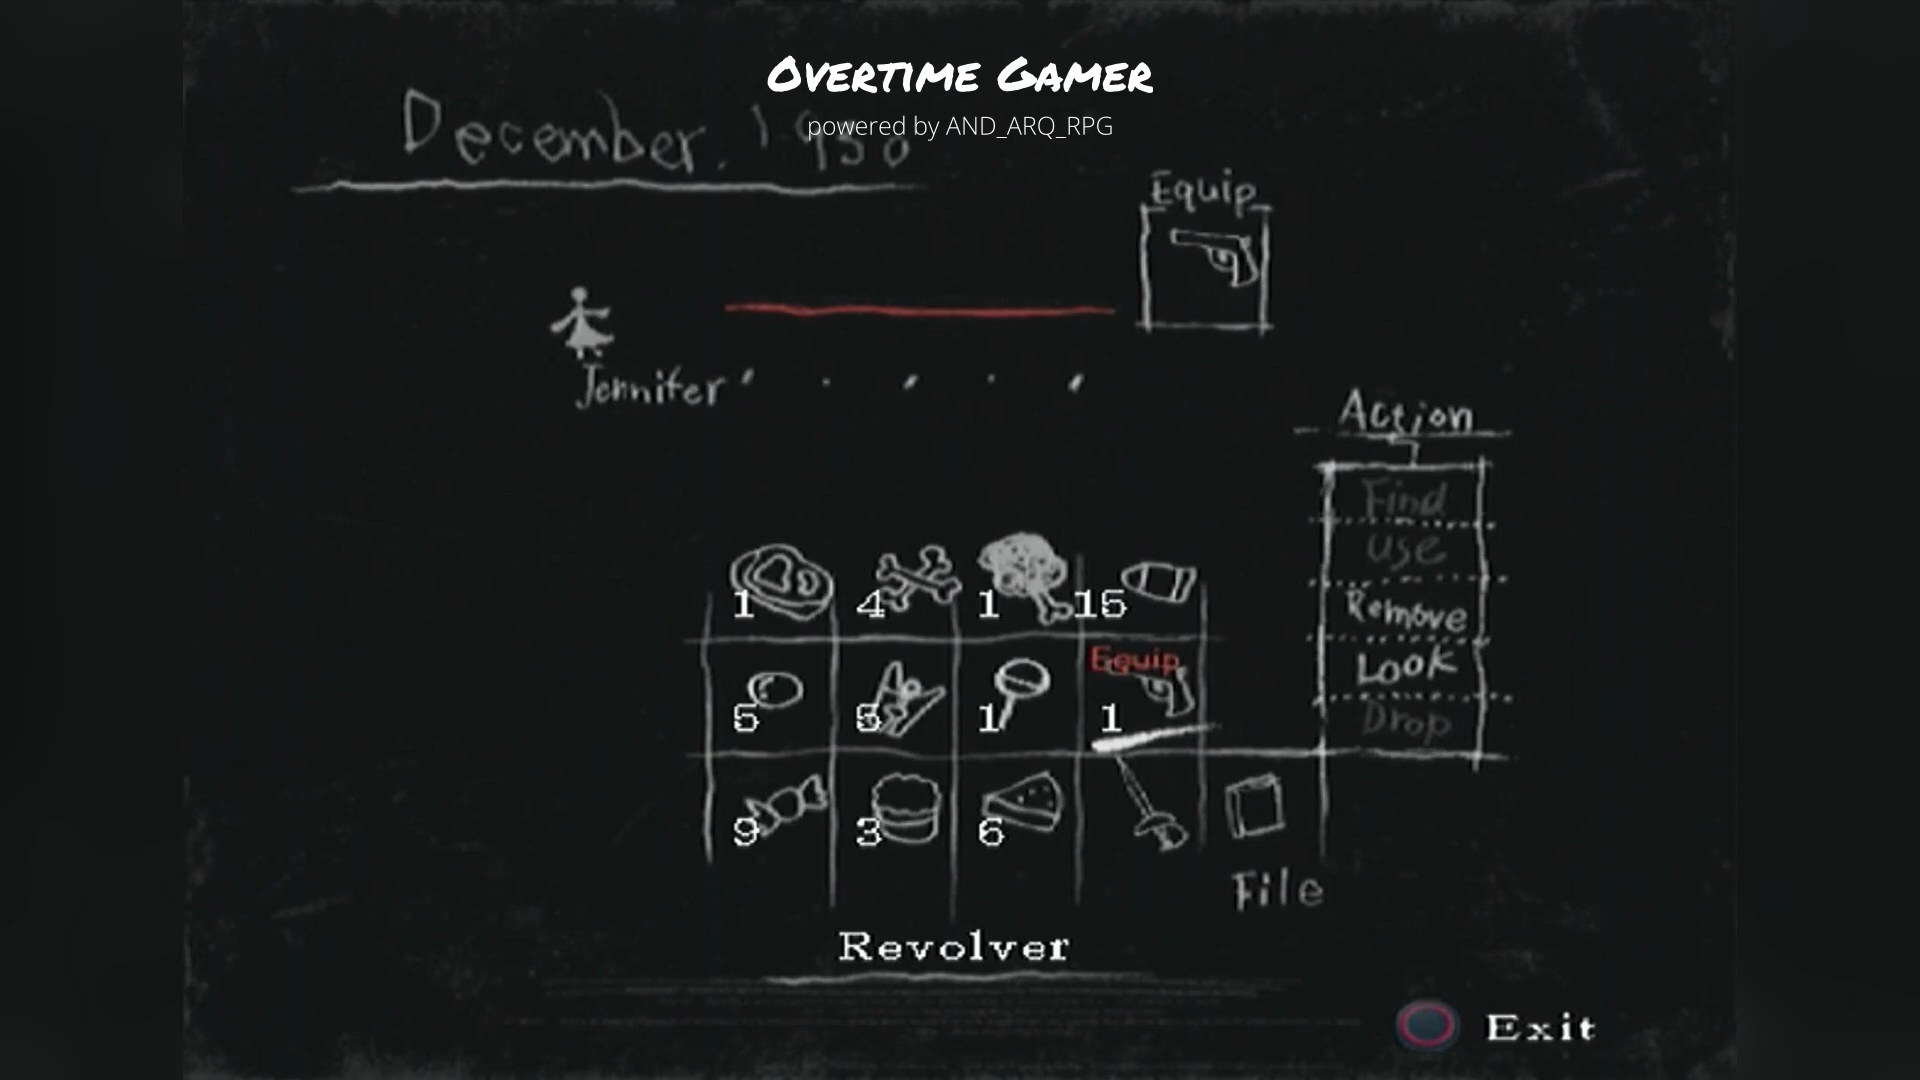 OVERTIME GAMER
powered by AND_ARQ_RPG
December. 1930
Equip
Jennifer
Action
Find
Use
Remove
Look
Drop
1 4 1 15
Equip
5 5 1 1
9 3 6
File
Revolver
Exit